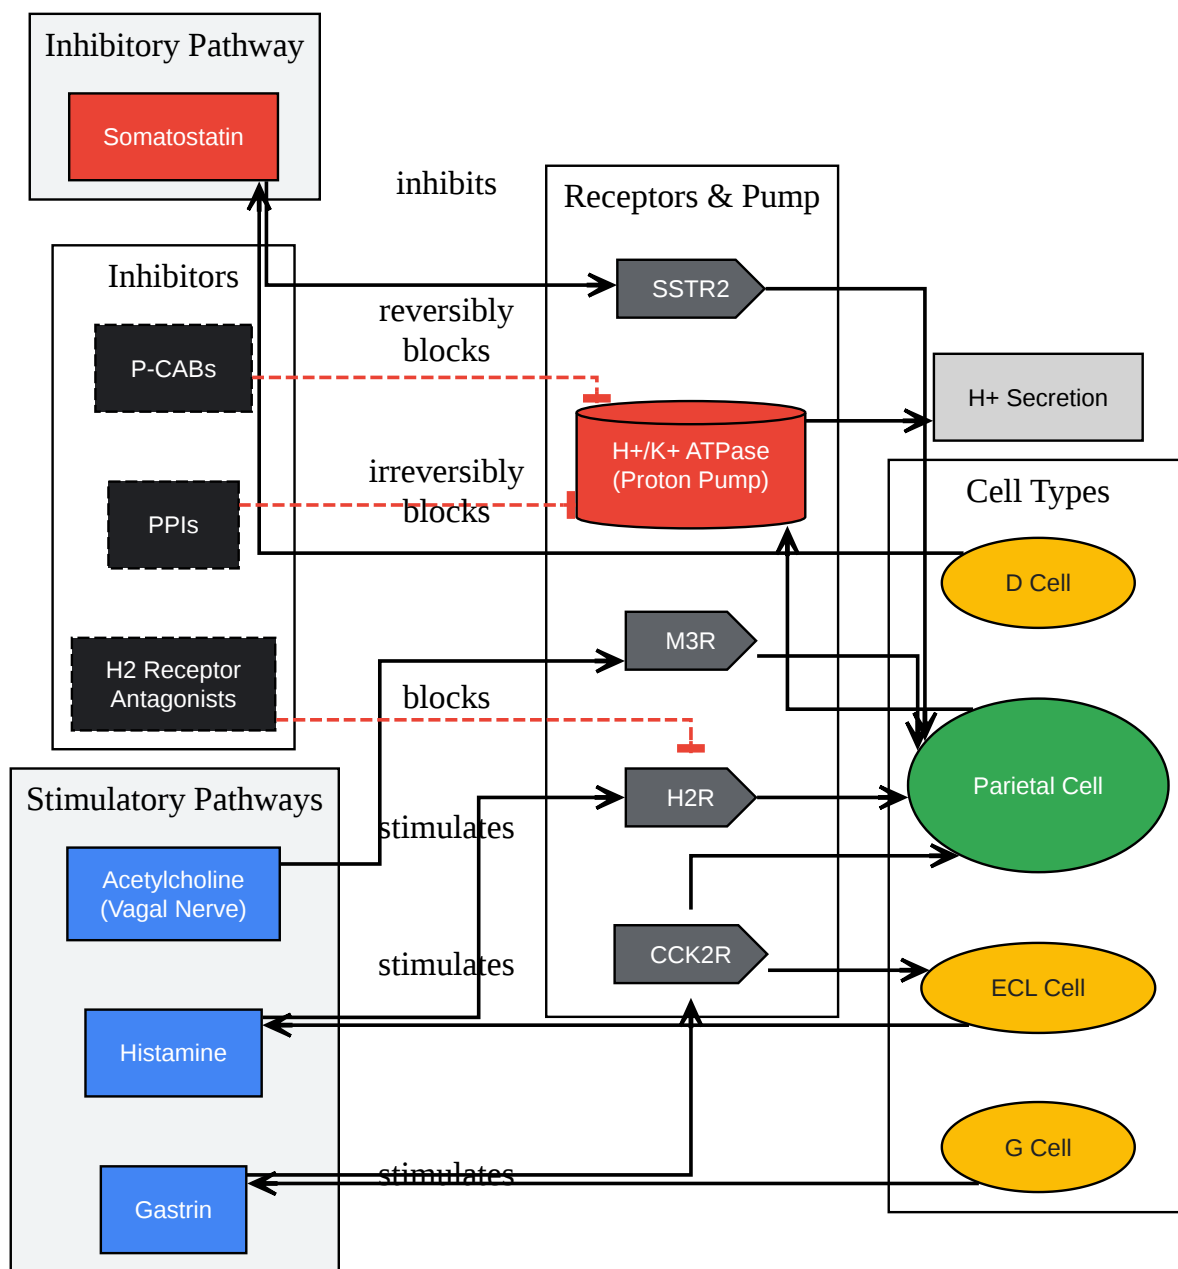 Inhibitory Pathway
Somatostatin
inhibits
Receptors & Pump
Inhibitors
SSTR2
reversibly
blocks
P-CABs
H+ Secretion
H+/K+ ATPase
(Proton Pump)
irreversibly
blocks
Cell Types
PPIs
D Cell
M3R
H2 Receptor
Antagonists
blocks
Parietal Cell
H2R
Stimulatory Pathways
stimulates
Acetylcholine
(Vagal Nerve)
CCK2R
stimulates
ECL Cell
Histamine
G Cell
stimulates
Gastrin